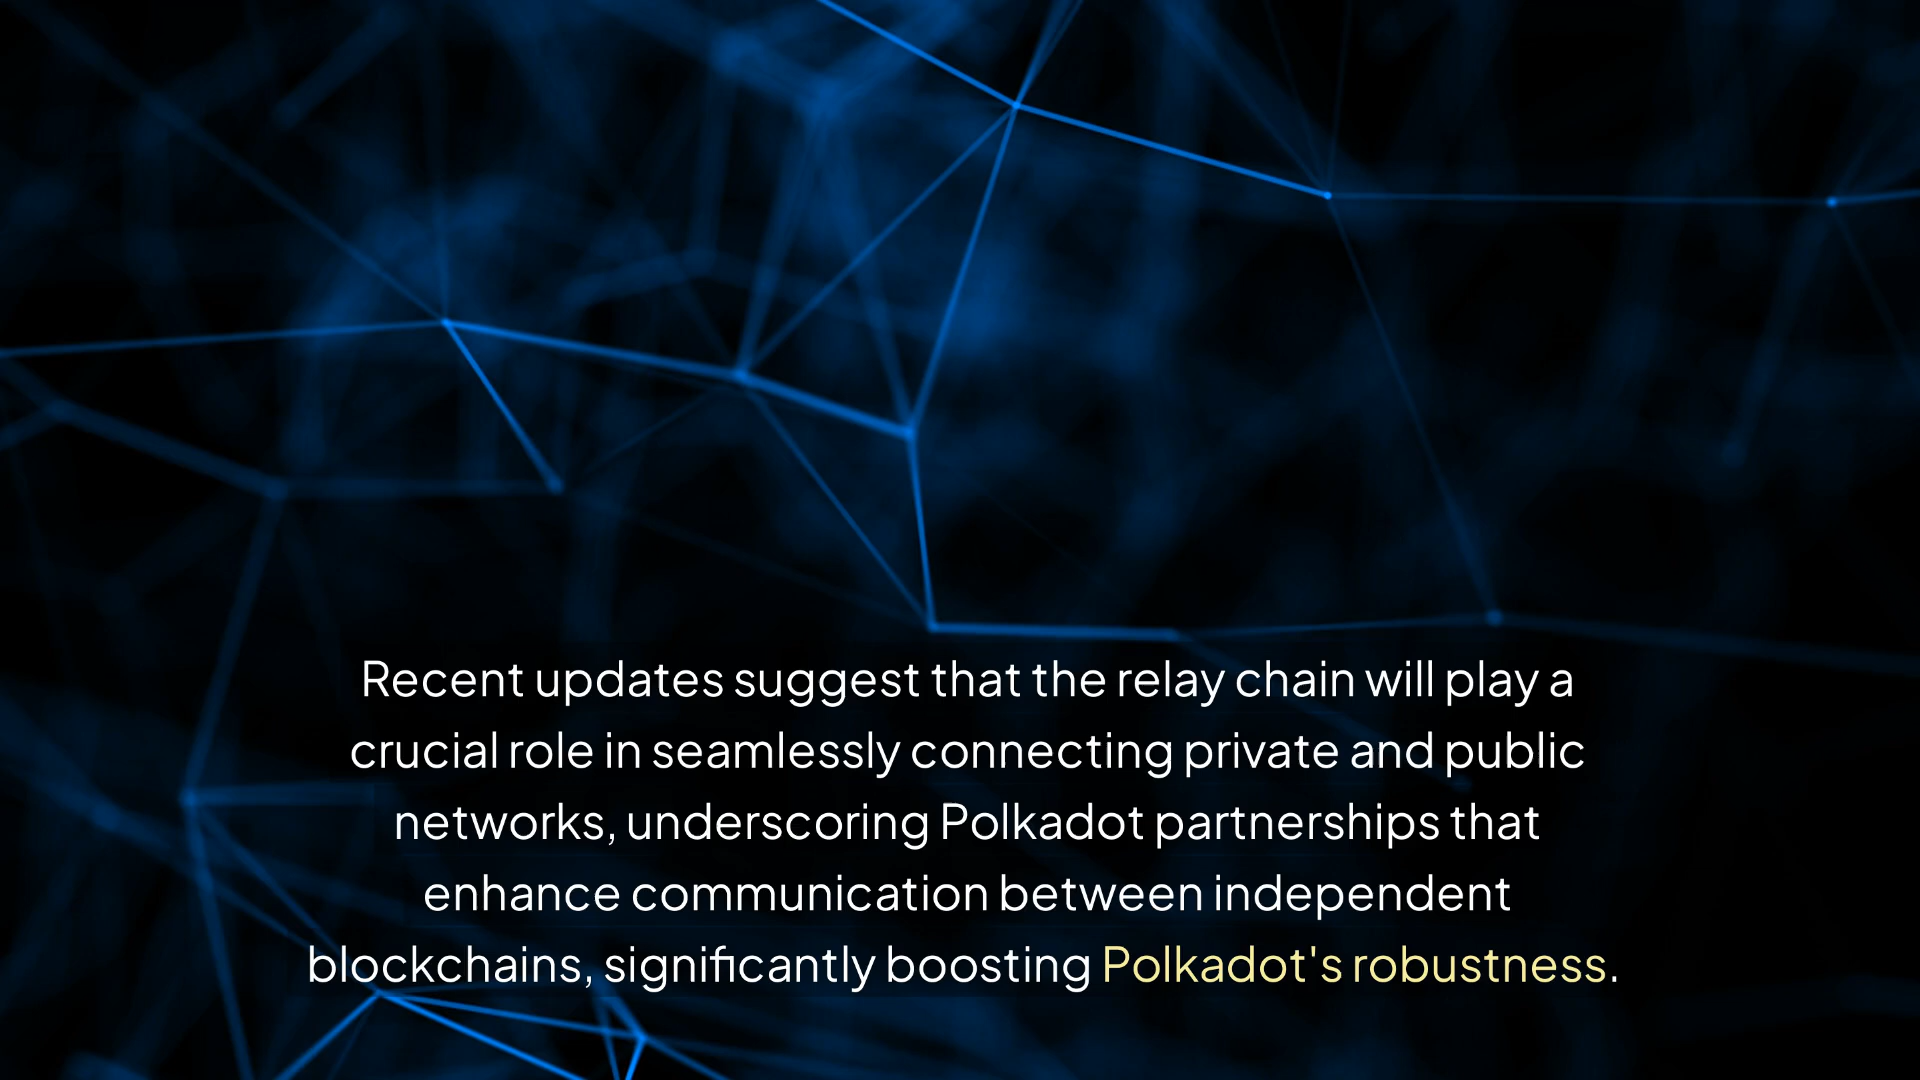 Recent updates suggest that the relay chain will play a
crucial role in seamlessly connecting private and public
networks, underscoring Polkadot partnerships that
enhance communication between independent
blockchains, significantly boosting Polkadot's robustness.